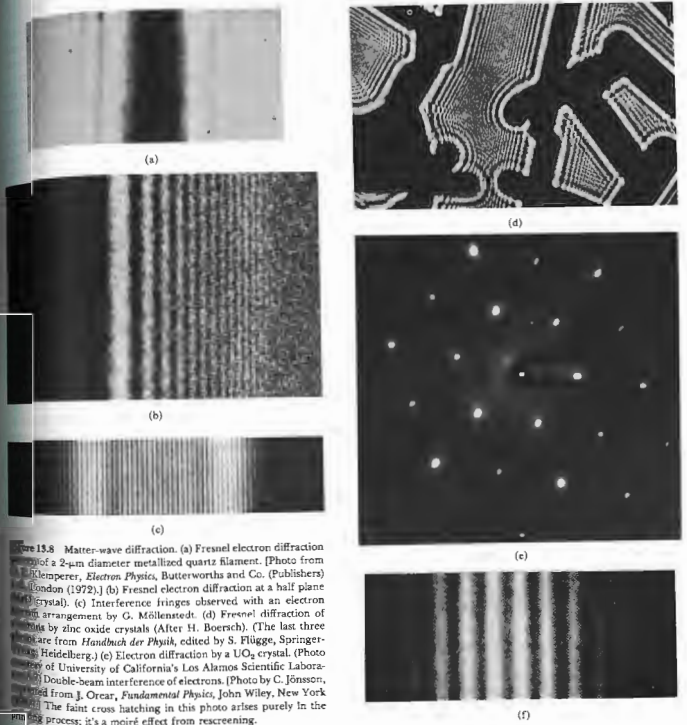 (a)
(b)
(c)
13.8 Matter-wave diffraction. (a) Fresnel electron diffraction
of a 2-μm diameter metallized quartz filament. [Photo from
Klemperer, Electron Physics, Butterworths and Co. (Publishers)
London (1972).] (b) Fresnel electron diffraction at a half plane
crystal). (c) Interference fringes observed with an electron
arrangement by G. Möllenstedt. (d) Fresnel diffraction of
by zinc oxide crystals (After H. Boersch). (The last three
are from Handbuch der Physik, edited by S. Flügge, Springer-
Heidelberg.) (e) Electron diffraction by a UO₂ crystal. (Photo
of University of California's Los Alamos Scientific Labora-
Double-beam interference of electrons. [Photo by C. Jönsson,
from J. Orear, Fundamental Physics, John Wiley, New York
The faint cross hatching in this photo arises purely in the
process; it's a moiré effect from rescreening.
(d)
(e)
(f)